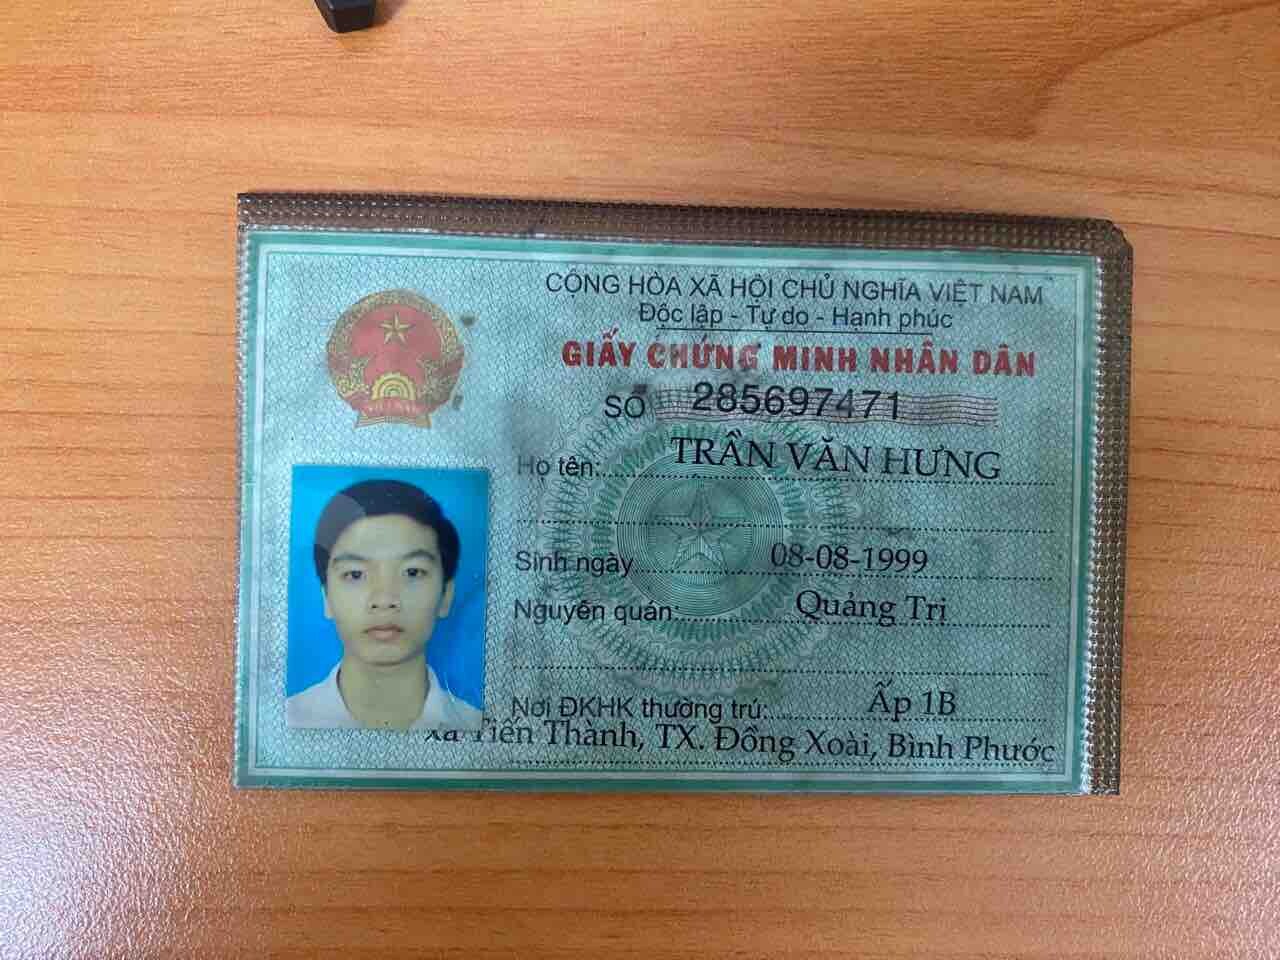 CỘNG HÒA XÃ HỘI CHỦ NGHĨA VIỆT NAM
Độc lập - Tự do - Hạnh phúc
GIẤY CHỨNG MINH NHÂN DÂN
SỐ 285697471
Họ tên: TRẦN VĂN HƯNG
Sinh ngày 08-08-1999
Nguyên quán: Quảng Trị
Nơi ĐKHK thường trú: Ấp 1B
xã Tiến Thành, TX. Đồng Xoài, Bình Phước